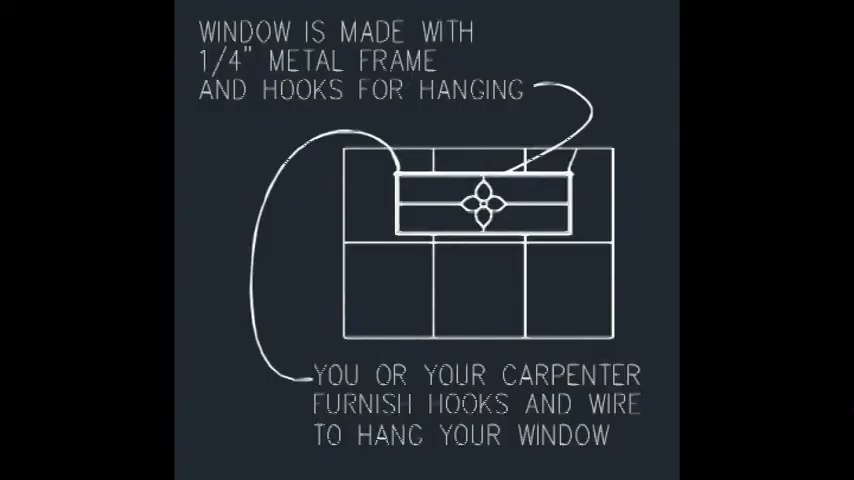 WINDOW IS MADE WITH
1/4" METAL FRAME
AND HOOKS FOR HANGING
YOU OR YOUR CARPENTER
FURNISH HOOKS AND WIRE
TO HANG YOUR WINDOW